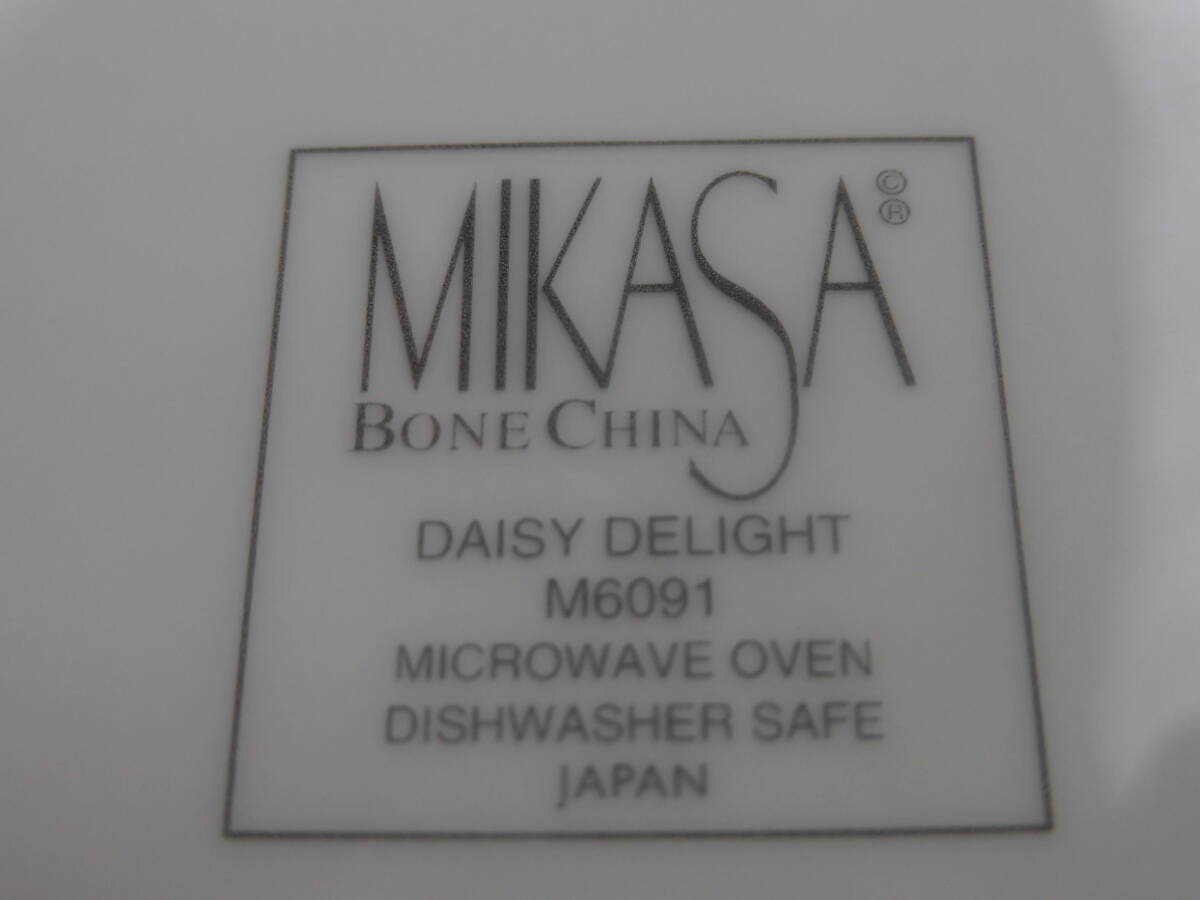 MIKASA ©®
BONE CHINA
DAISY DELIGHT
M6091
MICROWAVE OVEN
DISHWASHER SAFE
JAPAN